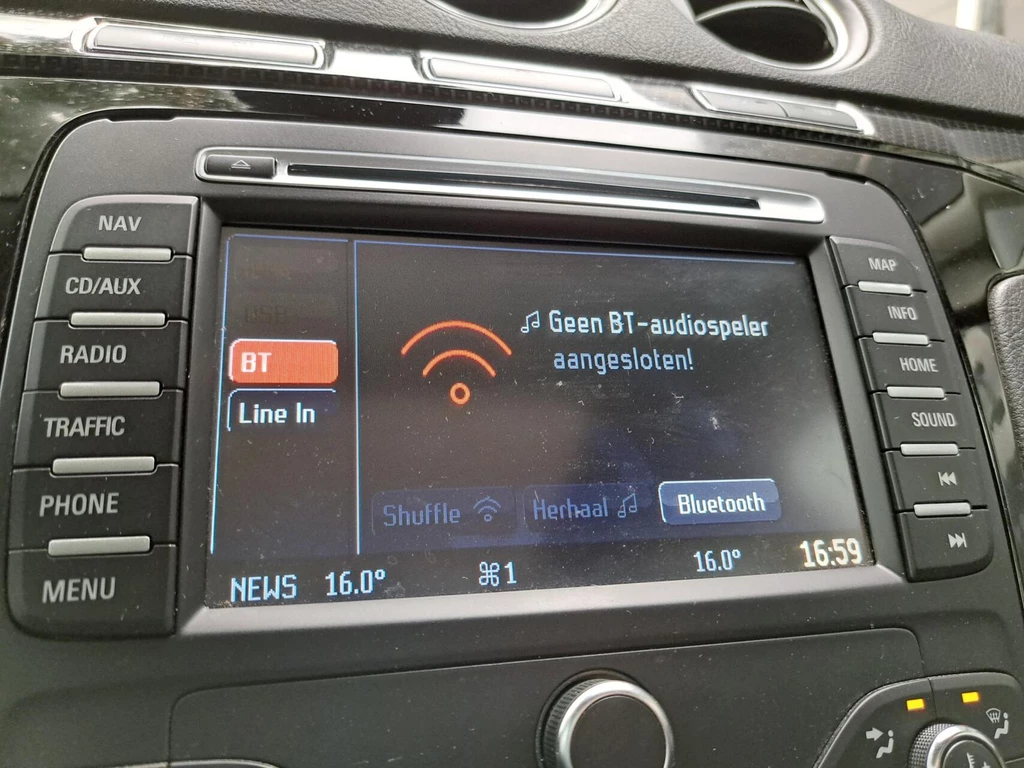 NAV
CD/AUX
RADIO
TRAFFIC
PHONE
MENU
USB
BT
Line In
Geen BT-audiospeler
aangesloten!
Shuffle
Herhaal
Bluetooth
NEWS 16.0° ⌘1 16.0° 16:59
MAP
INFO
HOME
SOUND